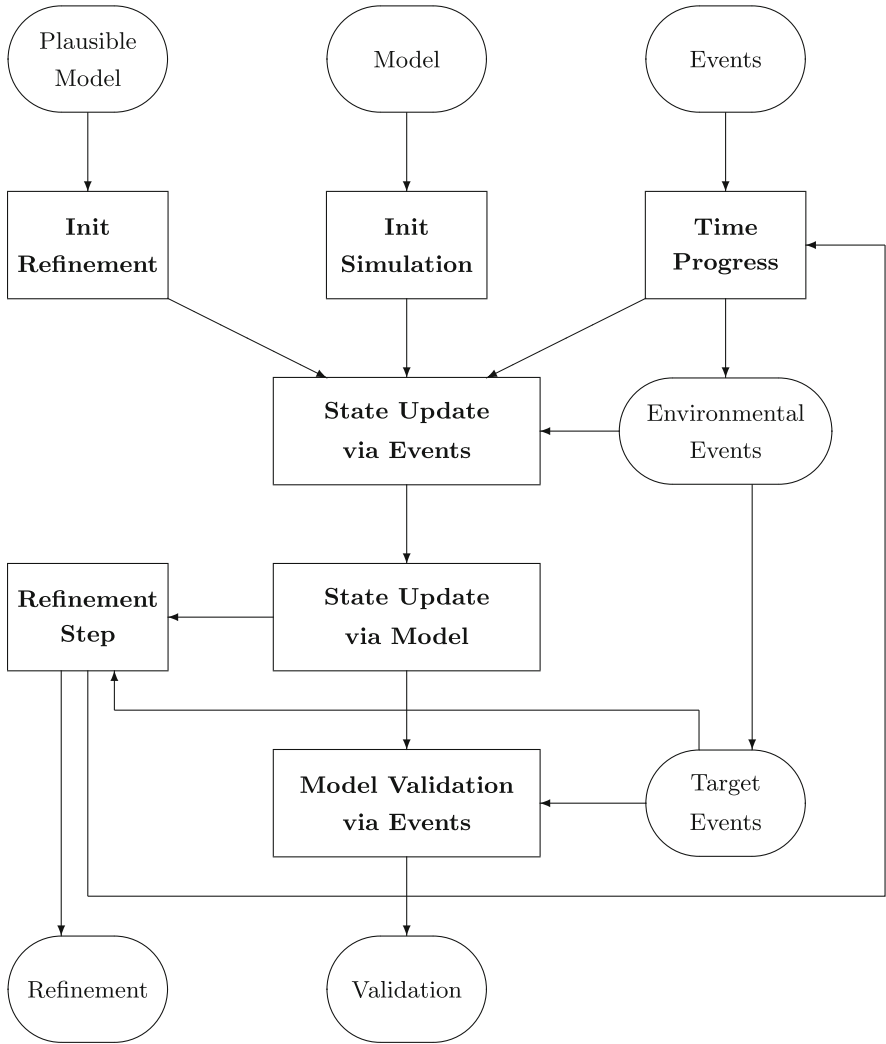 Plausible
Model
Model
Events
Init
Refinement
Init
Simulation
Time
Progress
State Update
via Events
Environmental
Events
Refinement
Step
State Update
via Model
Model Validation
via Events
Target
Events
Refinement
Validation